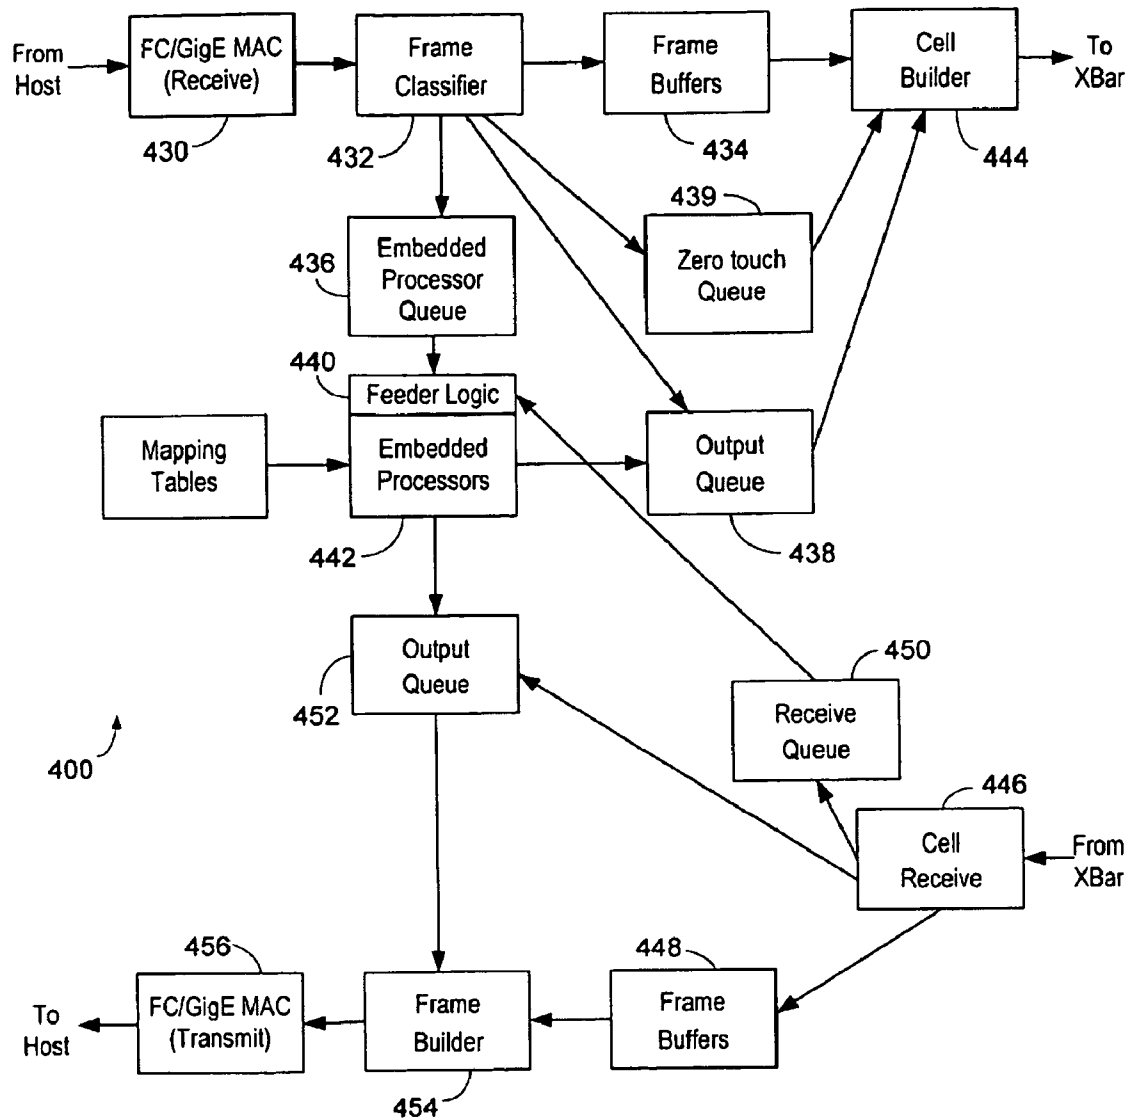 From
Host
FC/GigE MAC
(Receive)
430
Frame
Classifier
432
Frame
Buffers
434
Cell
Builder
444
To
XBar
439
Zero touch
Queue
436
Embedded
Processor
Queue
440
Feeder Logic
Mapping
Tables
Embedded
Processors
442
Output
Queue
438
Output
Queue
452
450
Receive
Queue
400
446
Cell
Receive
From
XBar
456
FC/GigE MAC
(Transmit)
To
Host
Frame
Builder
454
448
Frame
Buffers